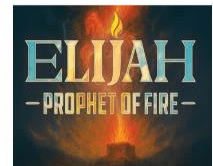 ELIJAH
– PROPHET OF FIRE –